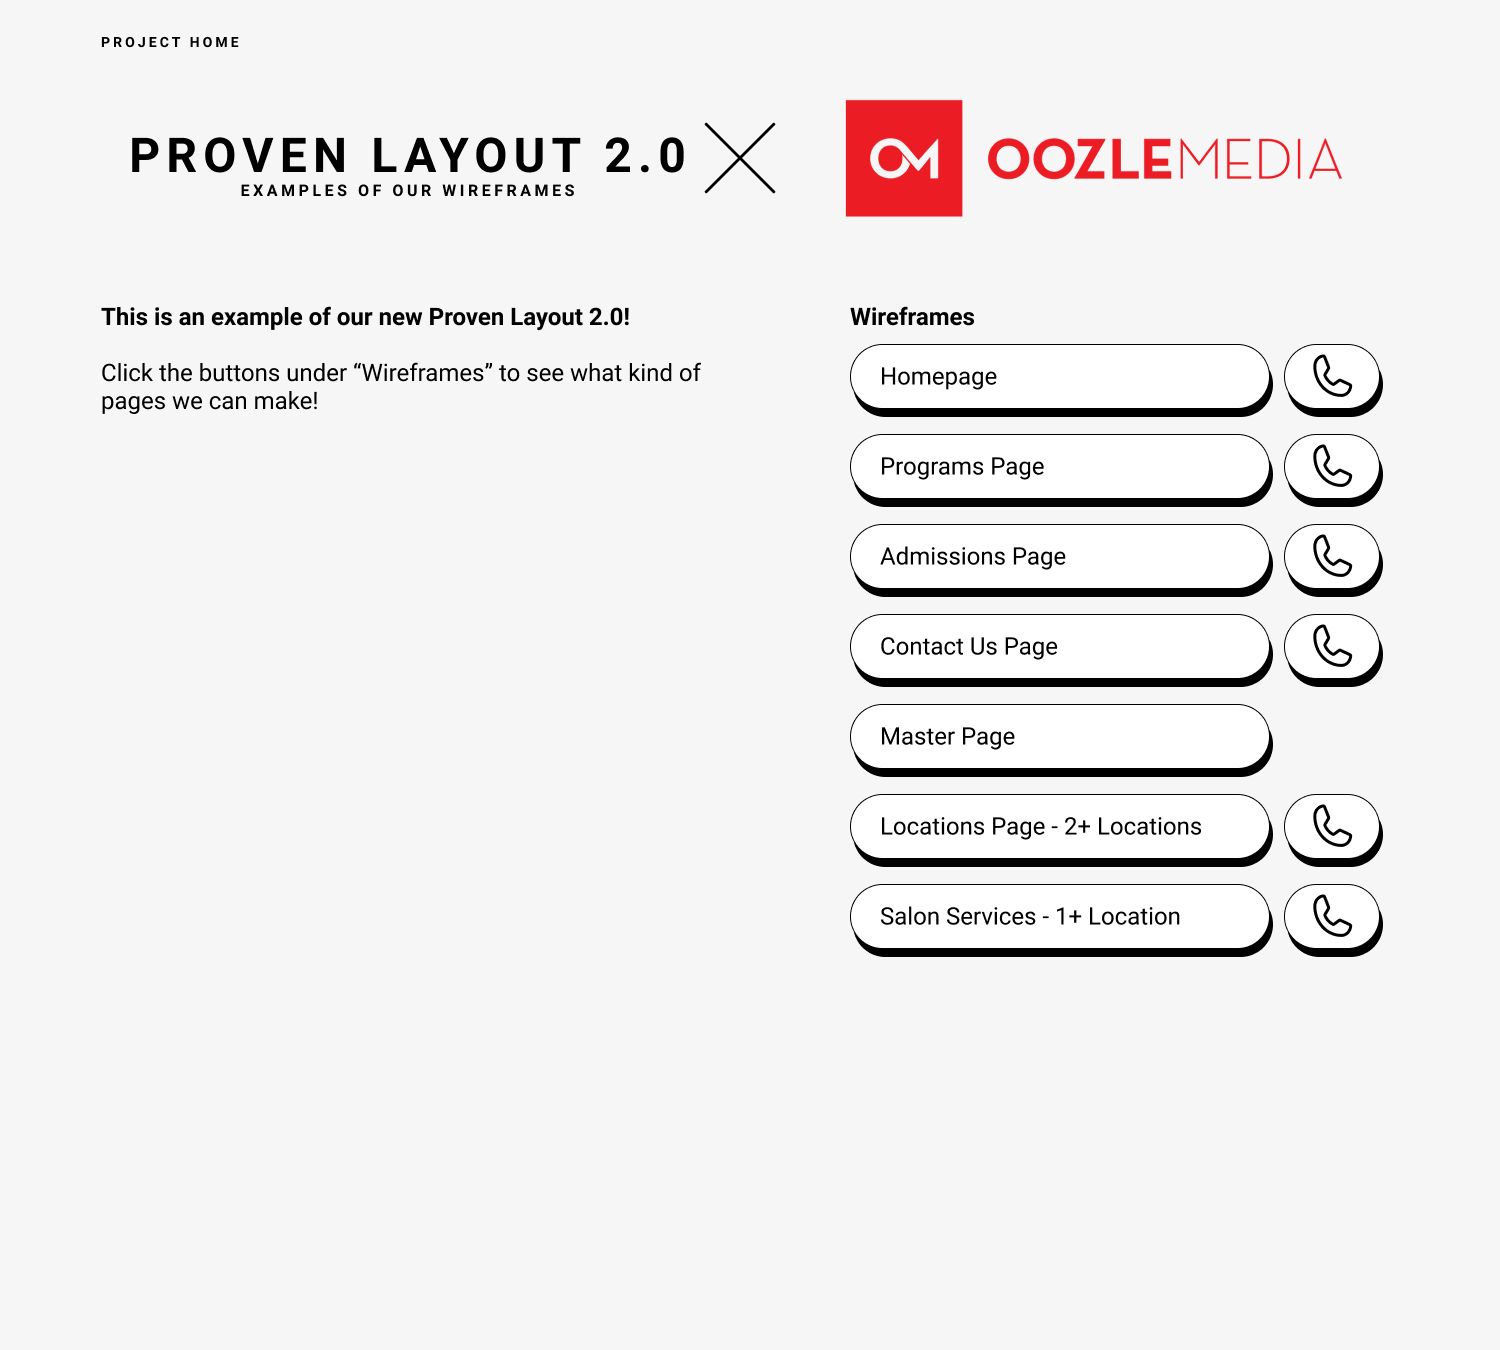 PROJECT HOME
PROVEN LAYOUT 2.0
EXAMPLES OF OUR WIREFRAMES
OM
OOZLEMEDIA
This is an example of our new Proven Layout 2.0!
Click the buttons under “Wireframes” to see what kind of
pages we can make!
Wireframes
Homepage
Programs Page
Admissions Page
Contact Us Page
Master Page
Locations Page - 2+ Locations
Salon Services - 1+ Location